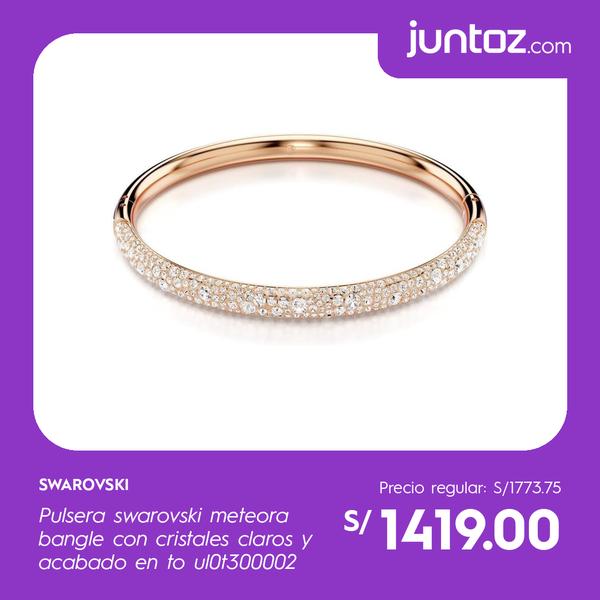 juntoz.com
SWAROVSKI
Pulsera swarovski meteora
bangle con cristales claros y
acabado en to ul0t300002
Precio regular: S/1773.75
S/1419.00